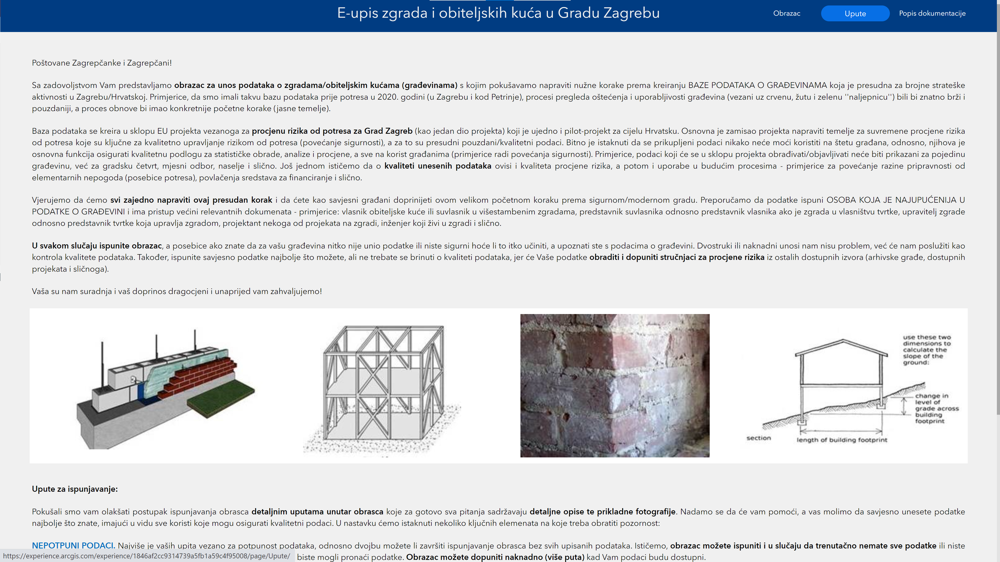 E-upis zgrada i obiteljskih kuća u Gradu Zagrebu
Obrazac
Upute
Popis dokumentacije
Poštovane Zagrepčanke i Zagrepčani!
Sa zadovoljstvom Vam predstavljamo obrazac za unos podataka o zgradama/obiteljskim kućama (građevinama) s kojim pokušavamo napraviti nužne korake prema kreiranju BAZE PODATAKA O GRAĐEVINAMA koja je presudna za brojne strateške
aktivnosti u Zagrebu/Hrvatskoj. Primjerice, da smo imali takvu bazu podataka prije potresa u 2020. godini (u Zagrebu i kod Petrinje), procesi pregleda oštećenja i uporabljivosti građevina (vezani uz crvenu, žutu i zelenu ''naljepnicu'') bili bi znatno brži i
pouzdaniji, a proces obnove bi imao konkretnije početne korake (jasne temelje).
Baza podataka se kreira u sklopu EU projekta vezanoga za procjenu rizika od potresa za Grad Zagreb (kao jedan dio projekta) koji je ujedno i pilot-projekt za cijelu Hrvatsku. Osnovna je zamisao projekta napraviti temelje za suvremene procjene rizika
od potresa koje su ključne za kvalitetno upravljanje rizikom od potresa (povećanje sigurnosti), a za to su presudni pouzdani/kvalitetni podaci. Bitno je istaknuti da se prikupljeni podaci nikako neće moći koristiti na štetu građana, odnosno, njihova je
osnovna funkcija osigurati kvalitetnu podlogu za statističke obrade, analize i procjene, a sve na korist građanima (primjerice radi povećanja sigurnosti). Primjerice, podaci koji će se u sklopu projekta obrađivati/objavljivati neće biti prikazani za pojedinu
građevinu, već za gradsku četvrt, mjesni odbor, naselje i slično. Još jednom ističemo da o kvaliteti unesenih podataka ovisi i kvaliteta procjene rizika, a potom i uporabe u budućim procesima - primjerice za povećanje razine pripravnosti od
elementarnih nepogoda (posebice potresa), povlačenja sredstava za financiranje i slično.
Vjerujemo da ćemo svi zajedno napraviti ovaj presudan korak i da ćete kao savjesni građani doprinijeti ovom velikom početnom koraku prema sigurnom/modernom gradu. Preporučamo da podatke ispuni OSOBA KOJA JE NAJUPUĆENIJA U
PODATKE O GRAĐEVINI i ima pristup većini relevantnih dokumenata - primjerice: vlasnik obiteljske kuće ili suvlasnik u višestambenim zgradama, predstavnik suvlasnika odnosno predstavnik vlasnika ako je zgrada u vlasništvu tvrtke, upravitelj zgrade
odnosno predstavnik tvrtke koja upravlja zgradom, projektant nekoga od projekata na zgradi, inženjer koji živi u zgradi i slično.
U svakom slučaju ispunite obrazac, a posebice ako znate da za vašu građevina nitko nije unio podatke ili niste sigurni hoće li to itko učiniti, a upoznati ste s podacima o građevini. Dvostruki ili naknadni unosi nam nisu problem, već će nam poslužiti kao
kontrola kvalitete podataka. Također, ispunite savjesno podatke najbolje što možete, ali ne trebate se brinuti o kvaliteti podataka, jer će Vaše podatke obraditi i dopuniti stručnjaci za procjene rizika iz ostalih dostupnih izvora (arhivske građe, dostupnih
projekata i sličnoga).
Vaša su nam suradnja i vaš doprinos dragocjeni i unaprijed vam zahvaljujemo!
use these two
dimensions to
calculate the
slope of the
ground:
change in
level of
grade across
building
footprint
section
length of building footprint
Upute za ispunjavanje:
Pokušali smo vam olakšati postupak ispunjavanja obrasca detaljnim uputama unutar obrasca koje za gotovo sva pitanja sadržavaju detaljne opise te prikladne fotografije. Nadamo se da će vam pomoći, a vas molimo da savjesno unesete podatke
najbolje što znate, imajući u vidu sve koristi koje mogu osigurati kvalitetni podaci. U nastavku ćemo istaknuti nekoliko ključnih elemenata na koje treba obratiti pozornost:
NEPOTPUNI PODACI. Najviše je vaših upita vezano za potpunost podataka, odnosno dvojbu možete li završiti ispunjavanje obrasca bez svih upisanih podataka. Ističemo, obrazac možete ispuniti i u slučaju da trenutačno nemate sve podatke ili niste
biste mogli pronaći podatke. Obrazac možete dopuniti naknadno (više puta) kad Vam podaci budu dostupni.
https://experience.arcgis.com/experience/1846af2cc9314739a5fb1a59c4f95008/page/Upute/